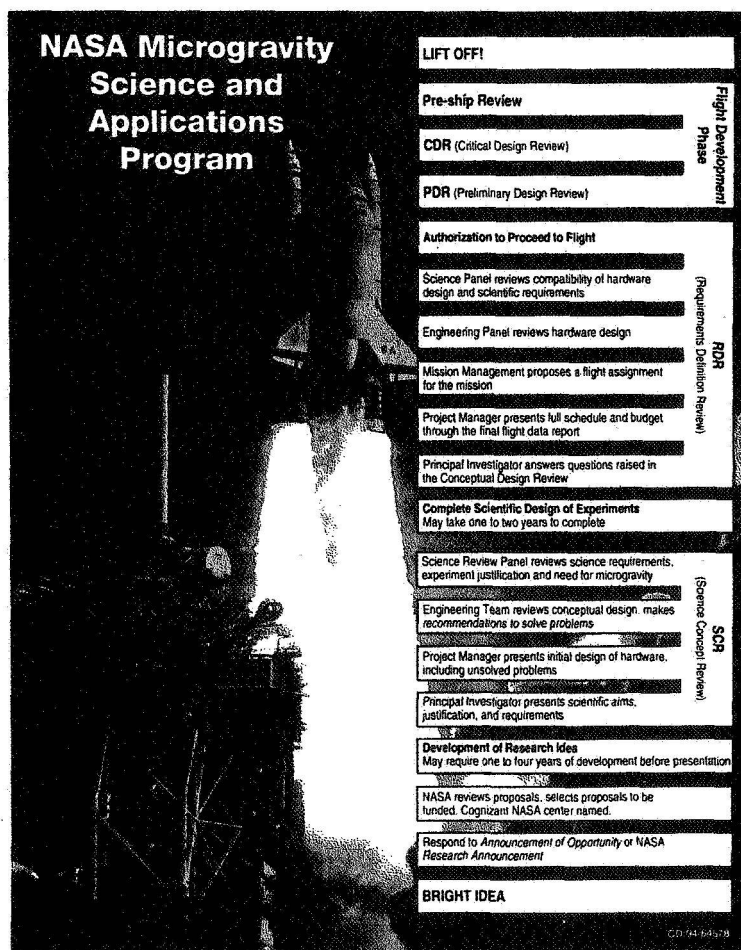 NASA Microgravity
Science and
Applications
Program
LIFT OFF!
Pre-ship Review
CDR (Critical Design Review)
PDR (Preliminary Design Review)
Flight Development
Phase
Authorization to Proceed to Flight
Science Panel reviews compatibility of hardware
design and scientific requirements
Engineering Panel reviews hardware design
Mission Management proposes a flight assignment
for the mission
Project Manager presents full schedule and budget
through the final flight data report
Principal Investigator answers questions raised in
the Conceptual Design Review
RDR
(Requirements Definition Review)
Complete Scientific Design of Experiments
May take one to two years to complete
Science Review Panel reviews science requirements,
experiment justification and need for microgravity
Engineering Team reviews conceptual design, makes
recommendations to solve problems
Project Manager presents initial design of hardware,
including unsolved problems
Principal Investigator presents scientific aims,
justification, and requirements
SCR
(Science Concept Review)
Development of Research Idea
May require one to four years of development before presentation
NASA reviews proposals, selects proposals to be
funded. Cognizant NASA center named.
Respond to Announcement of Opportunity or NASA
Research Announcement
BRIGHT IDEA
CD-94-64578